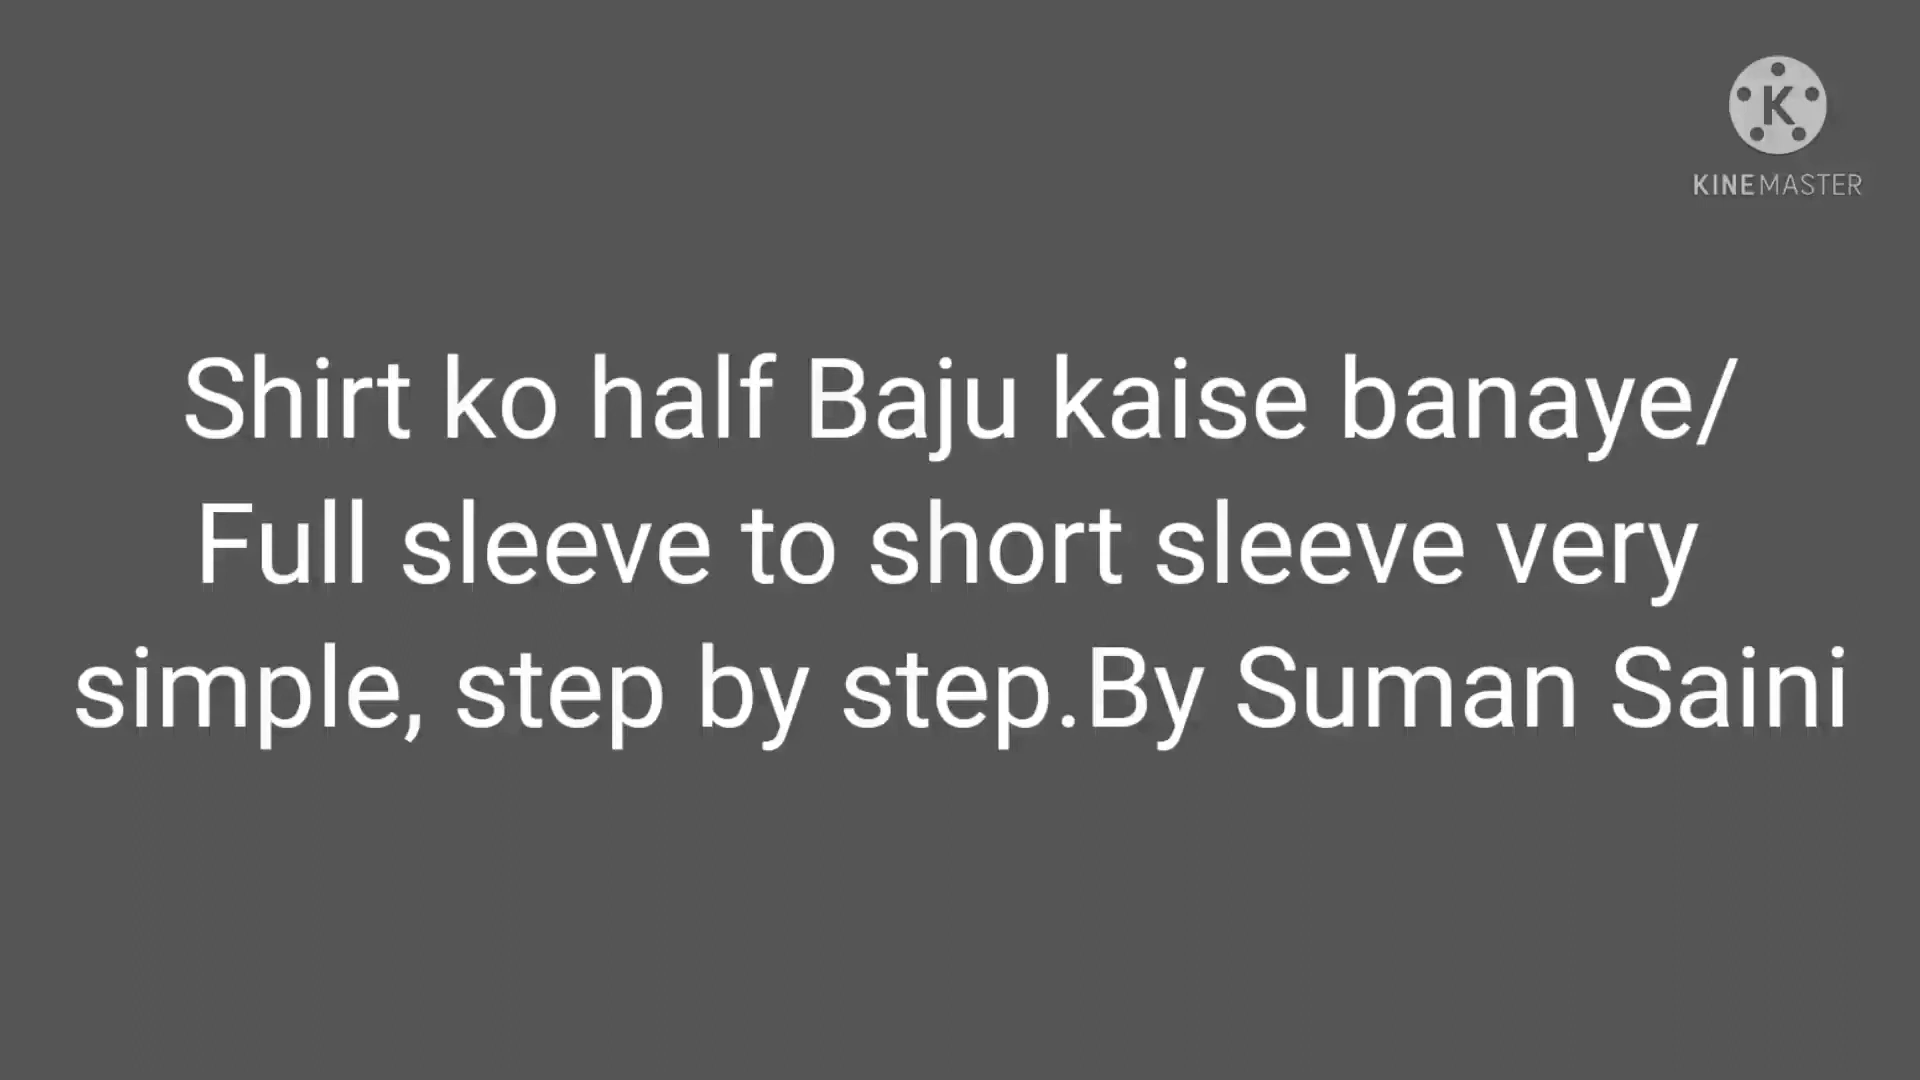 K
KINEMASTER
Shirt ko half Baju kaise banaye/
Full sleeve to short sleeve very
simple, step by step.By Suman Saini